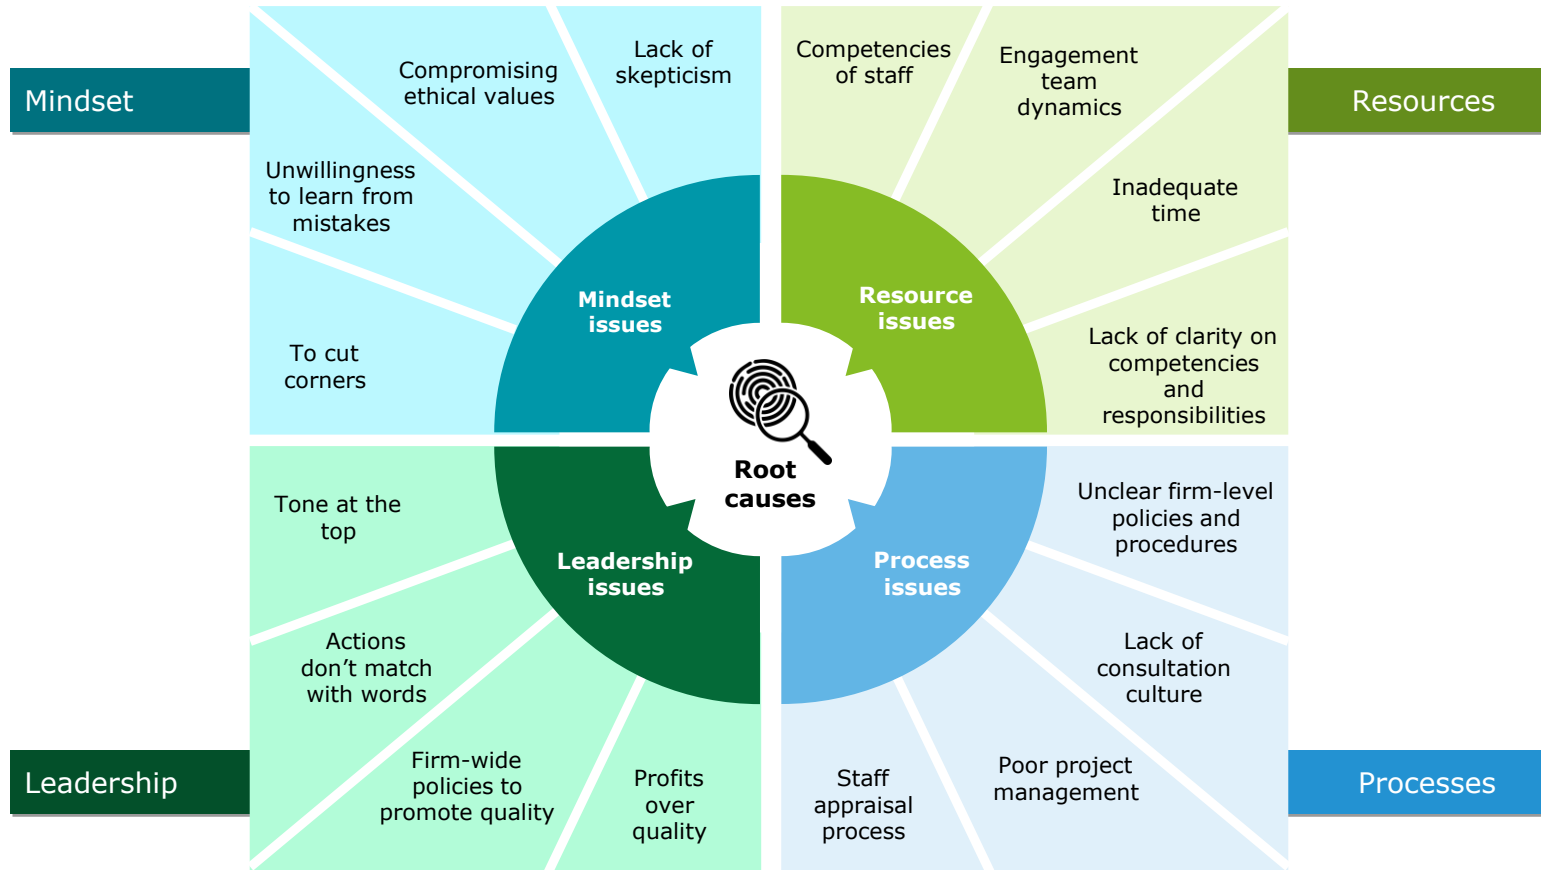 Mindset
Lack of
skepticism
Compromising
ethical values
Unwillingness
to learn from
mistakes
To cut
corners
Mindset
issues
Competencies
of staff
Engagement
team
dynamics
Inadequate
time
Lack of clarity on
competencies
and
responsibilities
Resource
issues
Resources
Root
causes
Tone at the
top
Actions
don’t match
with words
Firm-wide
policies to
promote quality
Profits
over
quality
Leadership
issues
Leadership
Process
issues
Unclear firm-level
policies and
procedures
Lack of
consultation
culture
Poor project
management
Staff
appraisal
process
Processes